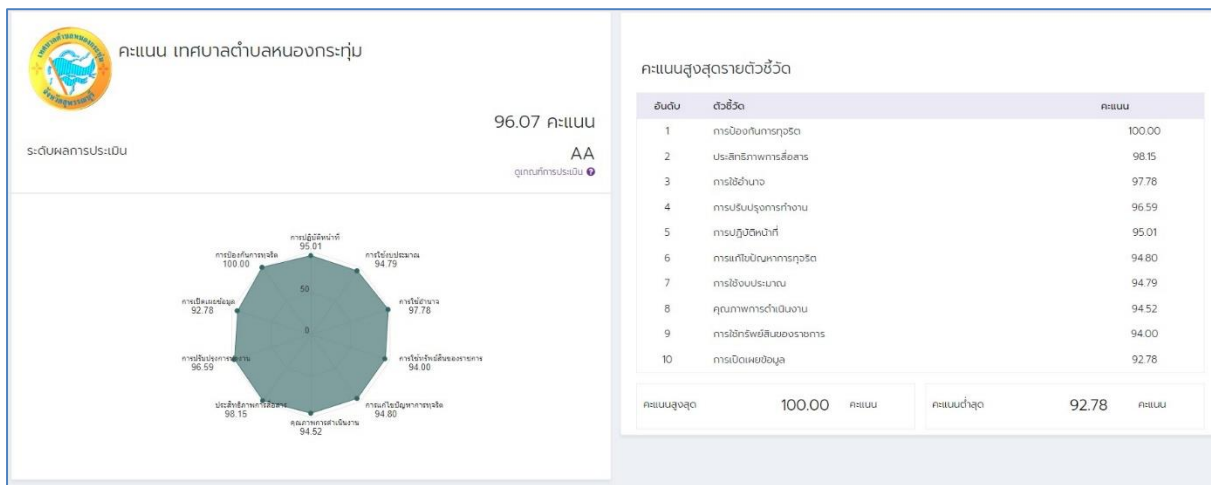 คะแนน เทศบาลตำบลหนองกระทุ่ม
96.07 คะแนน
ระดับผลการประเมิน
AA
ดูเกณฑ์การประเมิน
การปฏิบัติหน้าที่
95.01
การใช้งบประมาณ
94.79
การใช้อำนาจ
97.78
การใช้ทรัพย์สินของราชการ
94.00
การแก้ไขปัญหาการทุจริต
94.80
คุณภาพการดำเนินงาน
94.52
ประสิทธิภาพการสื่อสาร
98.15
การปรับปรุงการทำงาน
96.59
การเปิดเผยข้อมูล
92.78
การป้องกันการทุจริต
100.00
50
0
คะแนนสูงสุดรายตัวชี้วัด
อันดับ ตัวชี้วัด คะแนน
1 การป้องกันการทุจริต 100.00
2 ประสิทธิภาพการสื่อสาร 98.15
3 การใช้อำนาจ 97.78
4 การปรับปรุงการทำงาน 96.59
5 การปฏิบัติหน้าที่ 95.01
6 การแก้ไขปัญหาการทุจริต 94.80
7 การใช้งบประมาณ 94.79
8 คุณภาพการดำเนินงาน 94.52
9 การใช้ทรัพย์สินของราชการ 94.00
10 การเปิดเผยข้อมูล 92.78
คะแนนสูงสุด 100.00 คะแนน
คะแนนต่ำสุด 92.78 คะแนน